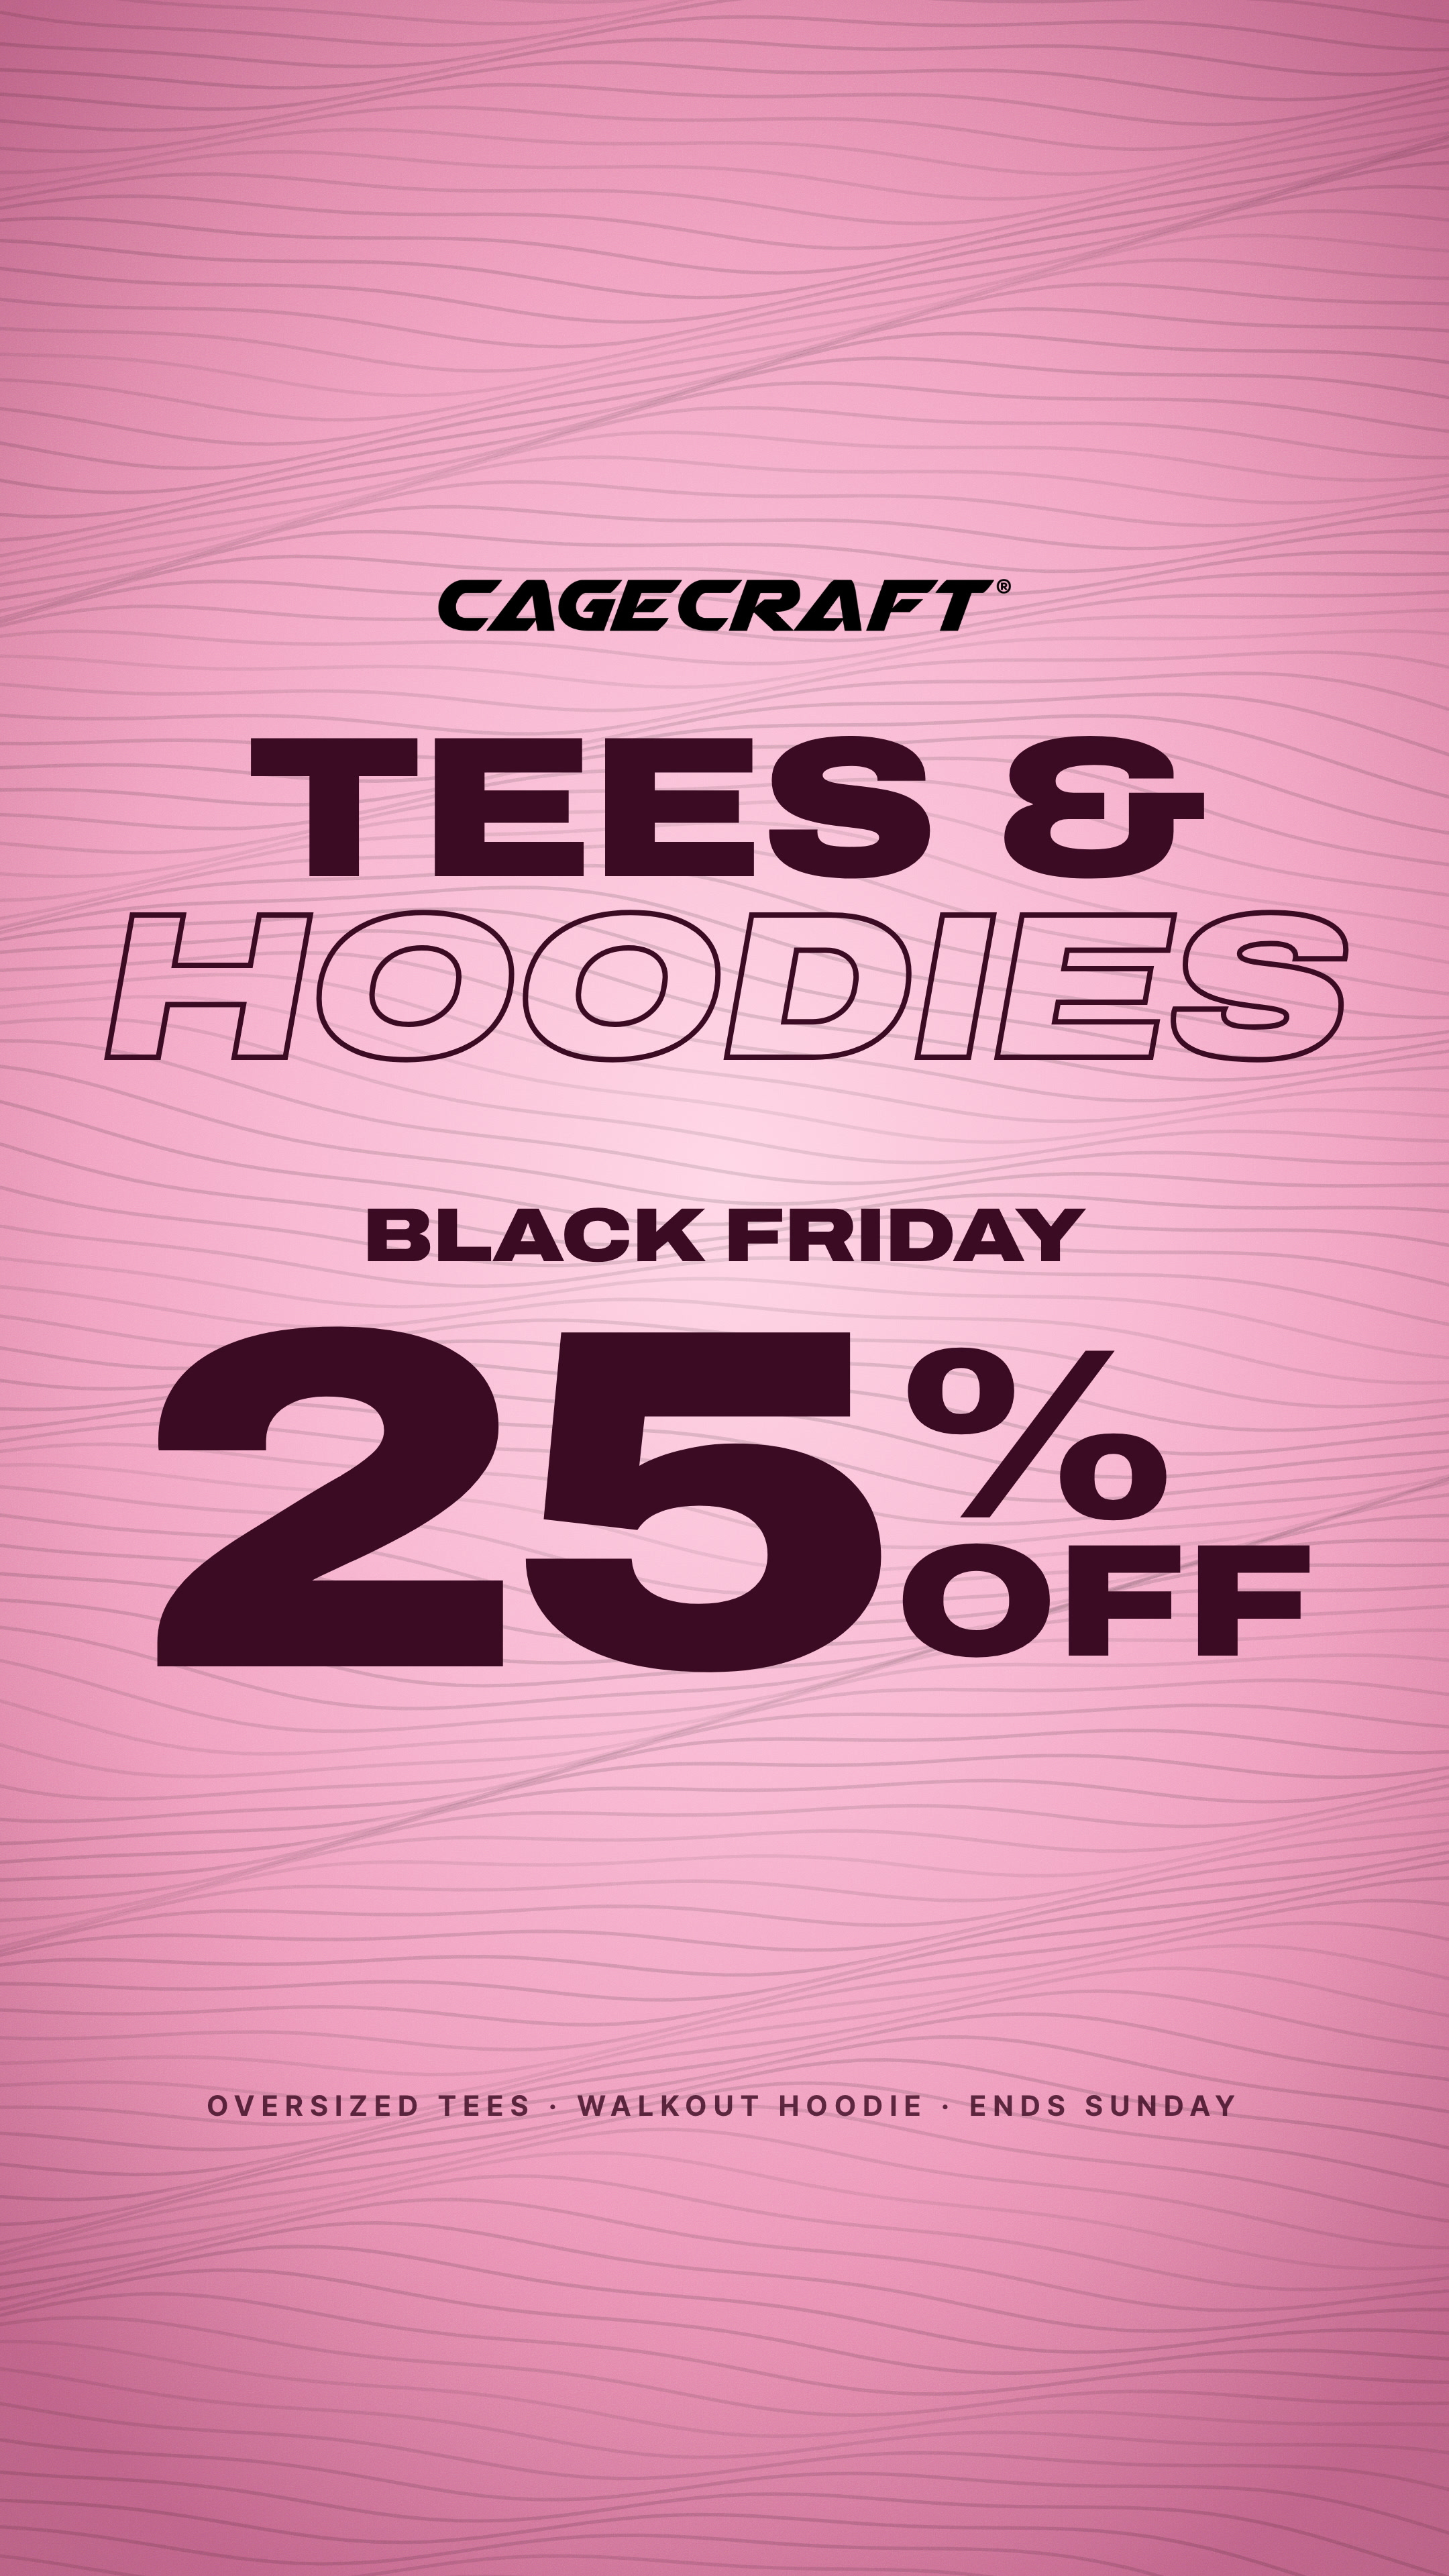 CAGECRAFT®
TEES &
HOODIES
BLACK FRIDAY
25%
OFF
OVERSIZED TEES · WALKOUT HOODIE · ENDS SUNDAY